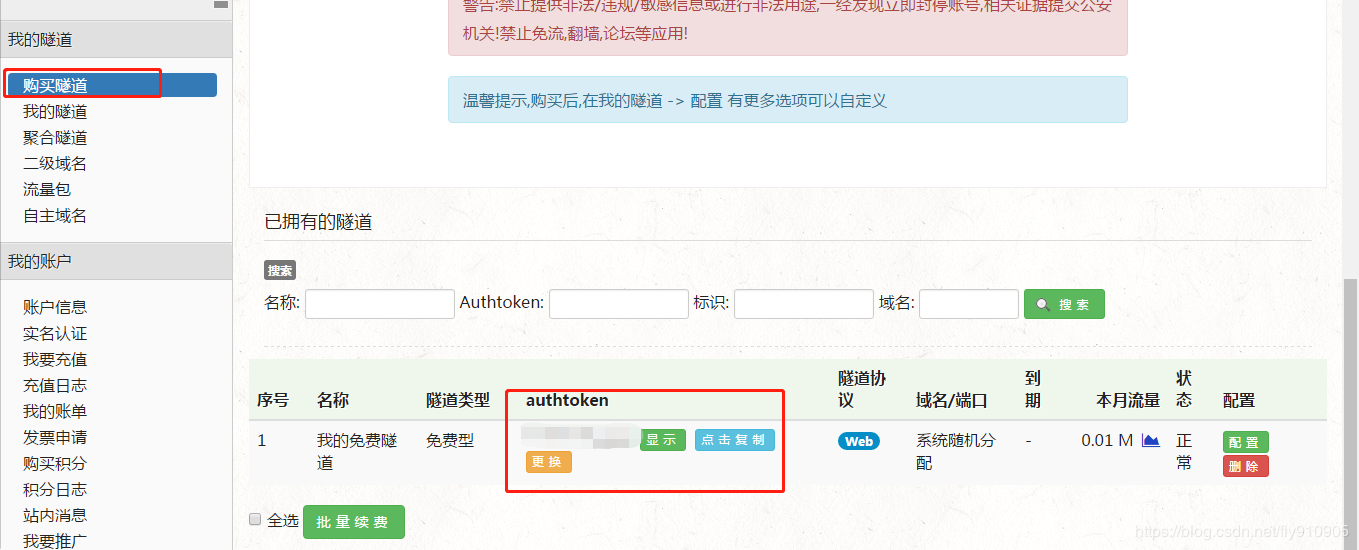 我的隧道
购买隧道
我的隧道
聚合隧道
二级域名
流量包
自主域名
我的账户
账户信息
实名认证
我要充值
充值日志
我的账单
发票申请
购买积分
积分日志
站内消息
我要推广
警告:禁止提供非法/违规/敏感信息或进行非法用途,一经发现立即封停账号,相关证据提交公安
机关!禁止免流,翻墙,论坛等应用!
温馨提示,购买后,在我的隧道 -> 配置 有更多选项可以自定义
已拥有的隧道
搜索
名称: Authtoken: 标识: 域名: 搜索
序号 名称 隧道类型 authtoken 隧道协议 域名/端口 到期 本月流量 状态 配置
1 我的免费隧道 免费型 显示 点击复制 更换 Web 系统随机分配 - 0.01 M 正常 配置 删除
全选 批量续费
https://blog.csdn.net/fly910905